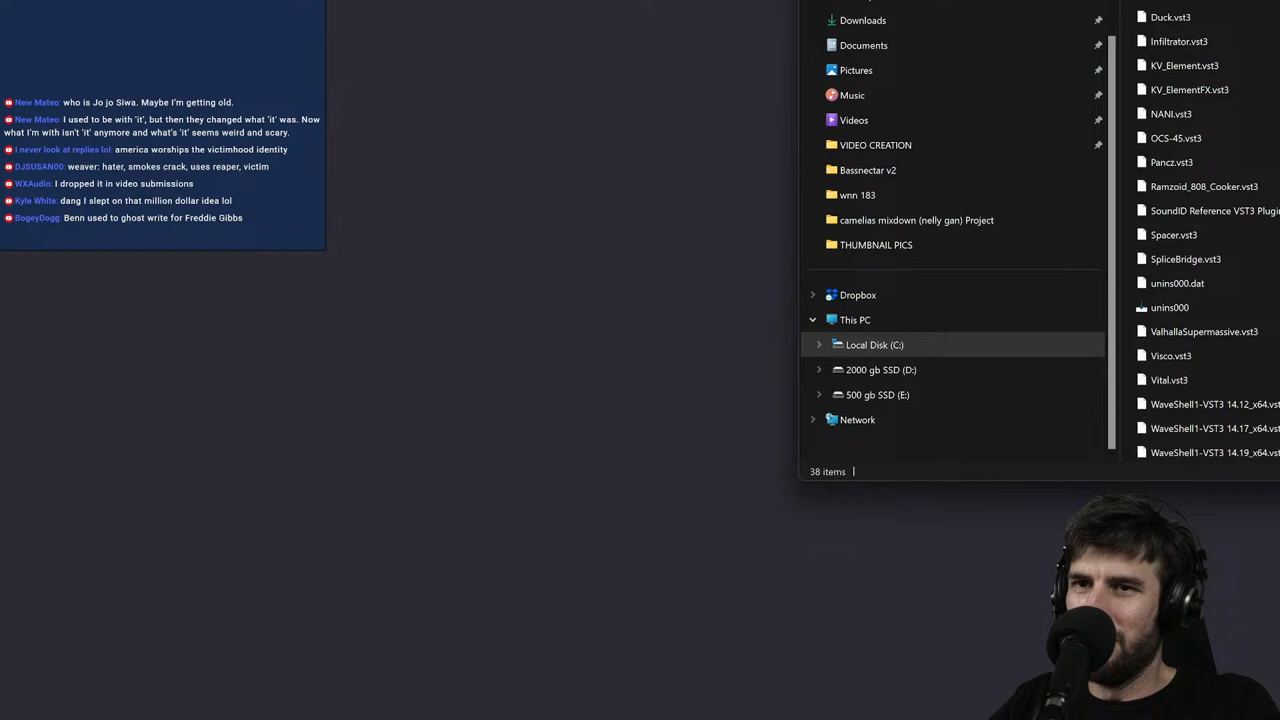 New Mateo: who is Jo jo Siwa. Maybe I'm getting old.
New Mateo: I used to be with 'it', but then they changed what 'it' was. Now
what I'm with isn't 'it' anymore and what's 'it' seems weird and scary.
I never look at replies lol: america worships the victimhood identity
DJSUSAN00: weaver: hater, smokes crack, uses reaper, victim
WXAudio: I dropped it in video submissions
Kyle White: dang I slept on that million dollar idea lol
BogeyDogg: Benn used to ghost write for Freddie Gibbs
Downloads
Documents
Pictures
Music
Videos
VIDEO CREATION
Bassnectar v2
wnn 183
camelias mixdown (nelly gan)
THUMBNAIL PICS
Dropbox
This PC
Local Disk (C:)
2000 gb SSD (D:)
500 gb SSD (E:)
Network
38 items
Duck.vst3
Infiltrator.vst3
KV_Element.vst3
KV_ElementFX.vst3
NANI.vst3
OCS-45.vst3
Pancz.vst3
Ramzoid_808_Cooker.vst3
SoundID Reference VST3 Plugin
Spacer.vst3
SpliceBridge.vst3
unins000.dat
unins000
ValhallaSupermassive.vst3
Visco.vst3
Vital.vst3
WaveShell1-VST3 14.12_x64.vst
WaveShell1-VST3 14.17_x64.vst
WaveShell1-VST3 14.19_x64.vst